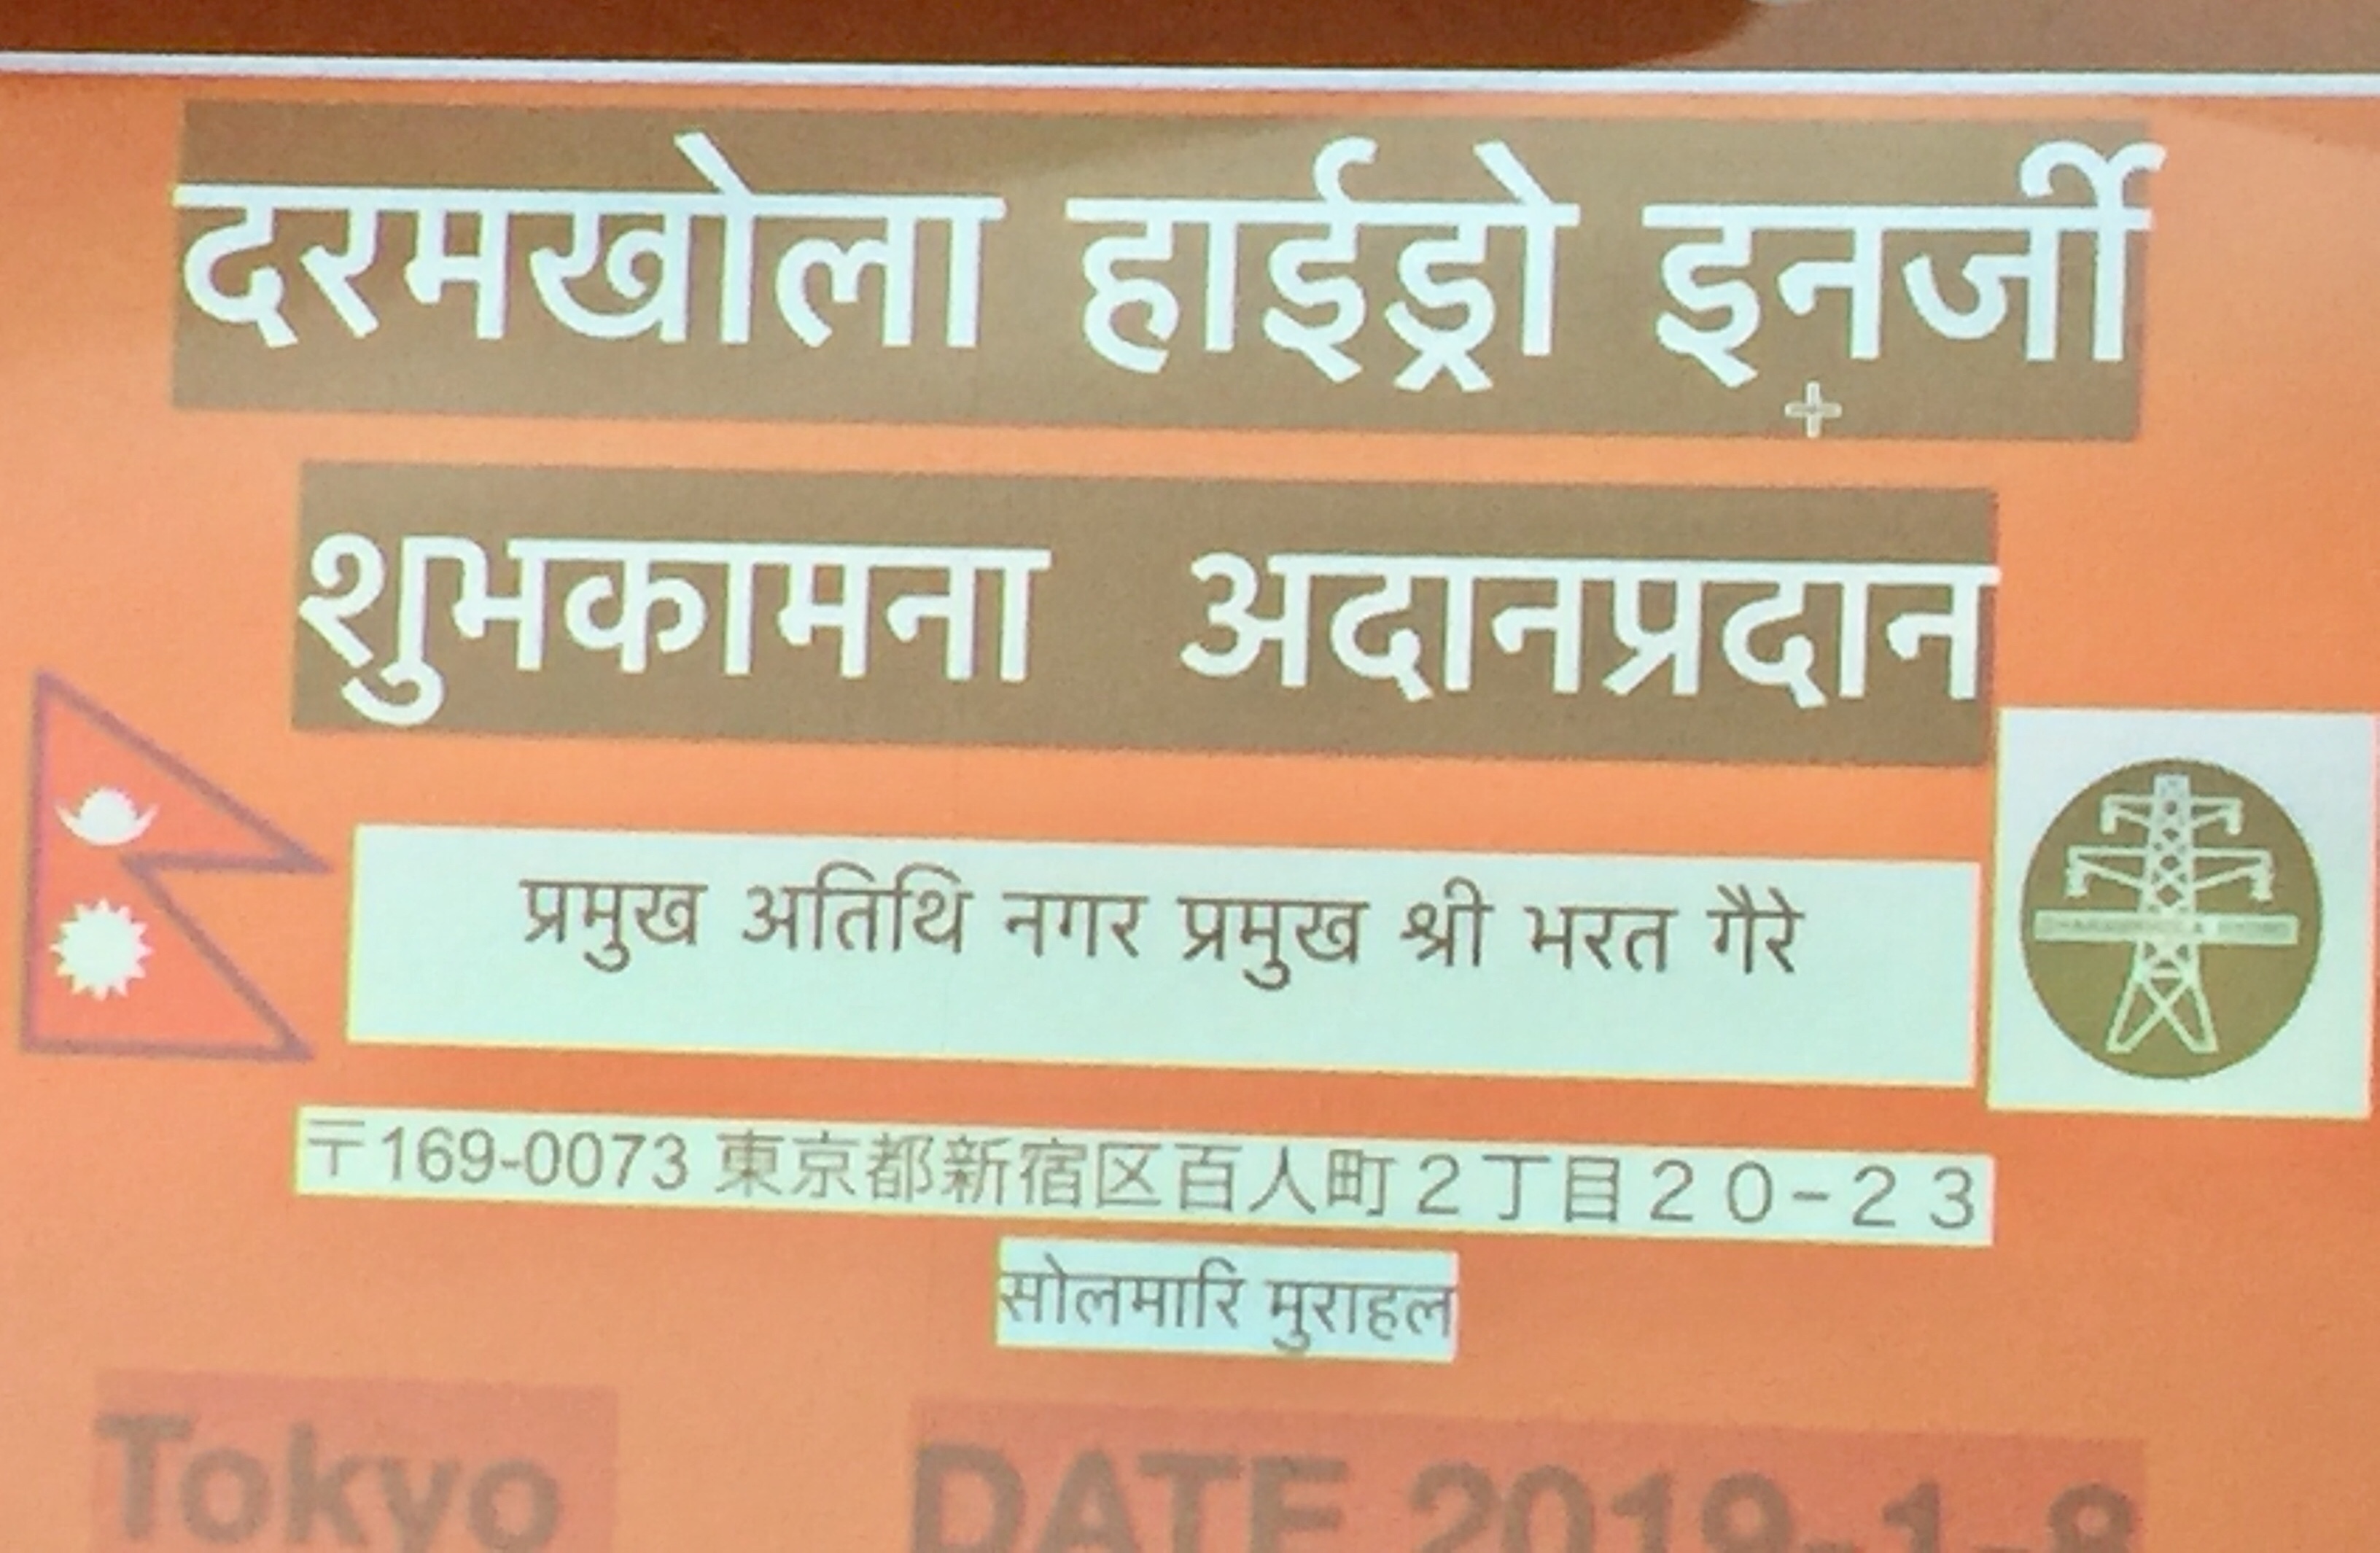 दरमखोला हाईड्रो इनर्जी
शुभकामना अदानप्रदान
प्रमुख अतिथि नगर प्रमुख श्री भरत गैरे
〒169-0073 東京都新宿区百人町２丁目２０−２３
सोलमारि मुराहल
Tokyo
DATE 2019-1-8